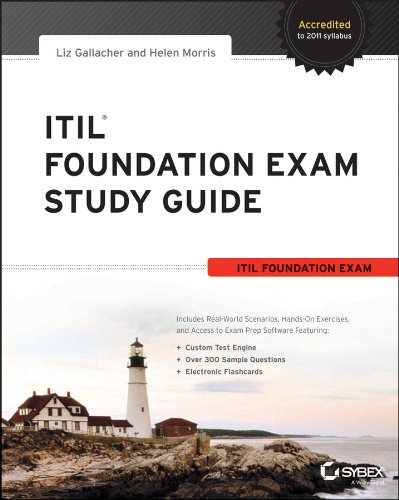 Accredited
to 2011 syllabus
Liz Gallacher and Helen Morris
ITIL®
FOUNDATION EXAM
STUDY GUIDE
ITIL FOUNDATION EXAM
Includes Real-World Scenarios, Hands-On Exercises,
and Access to Exam Prep Software Featuring:
+ Custom Test Engine
+ Over 300 Sample Questions
+ Electronic Flashcards
SYBEX
A Wiley Brand